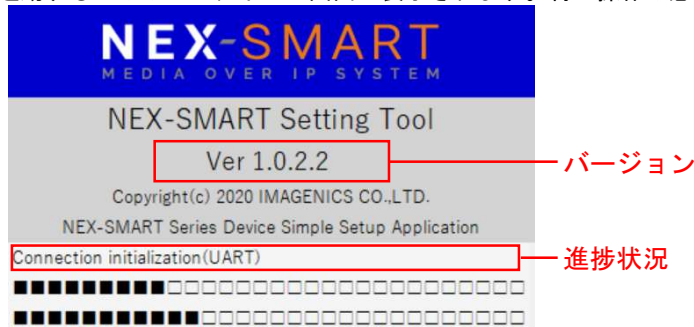 NEX-SMART
MEDIA OVER IP SYSTEM
NEX-SMART Setting Tool
Ver 1.0.2.2
バージョン
Copyright(c) 2020 IMAGENICS CO.,LTD.
NEX-SMART Series Device Simple Setup Application
Connection initialization(UART)
進捗状況